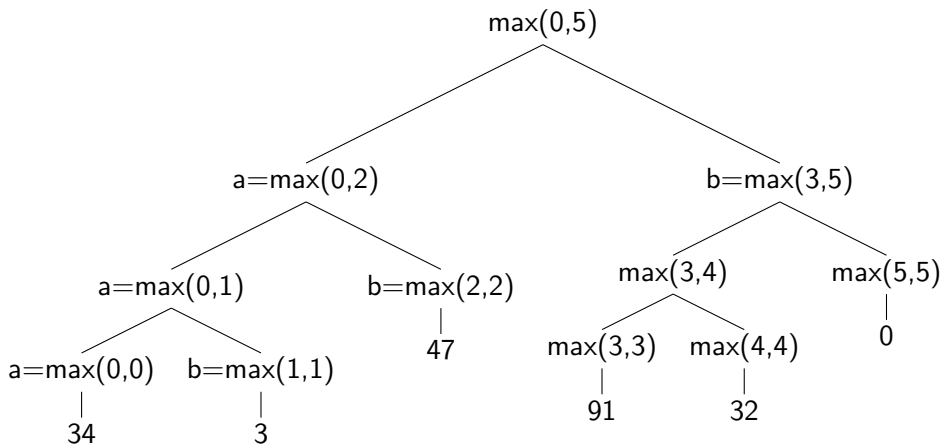 max(0,5)
a=max(0,2)
b=max(3,5)
a=max(0,1)
b=max(2,2)
max(3,4)
max(5,5)
a=max(0,0)
b=max(1,1)
47
max(3,3)
max(4,4)
0
34
3
91
32